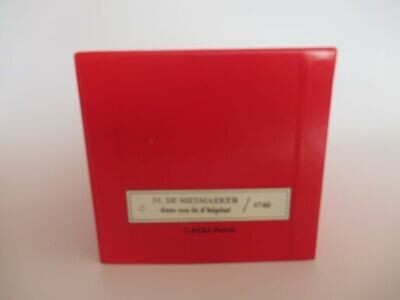 M. DE MESMAEKER
dans son lit d'hôpital / 4740
©PIXI Paris